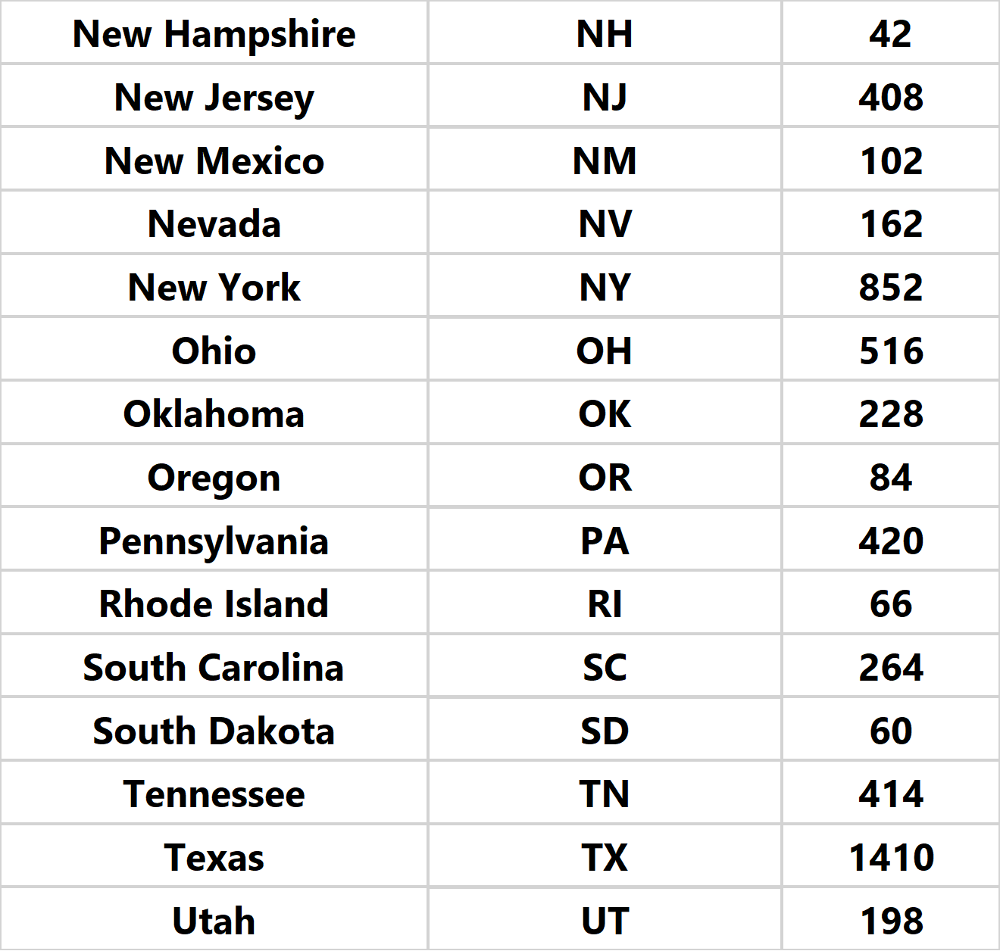 New Hampshire NH 42
New Jersey NJ 408
New Mexico NM 102
Nevada NV 162
New York NY 852
Ohio OH 516
Oklahoma OK 228
Oregon OR 84
Pennsylvania PA 420
Rhode Island RI 66
South Carolina SC 264
South Dakota SD 60
Tennessee TN 414
Texas TX 1410
Utah UT 198